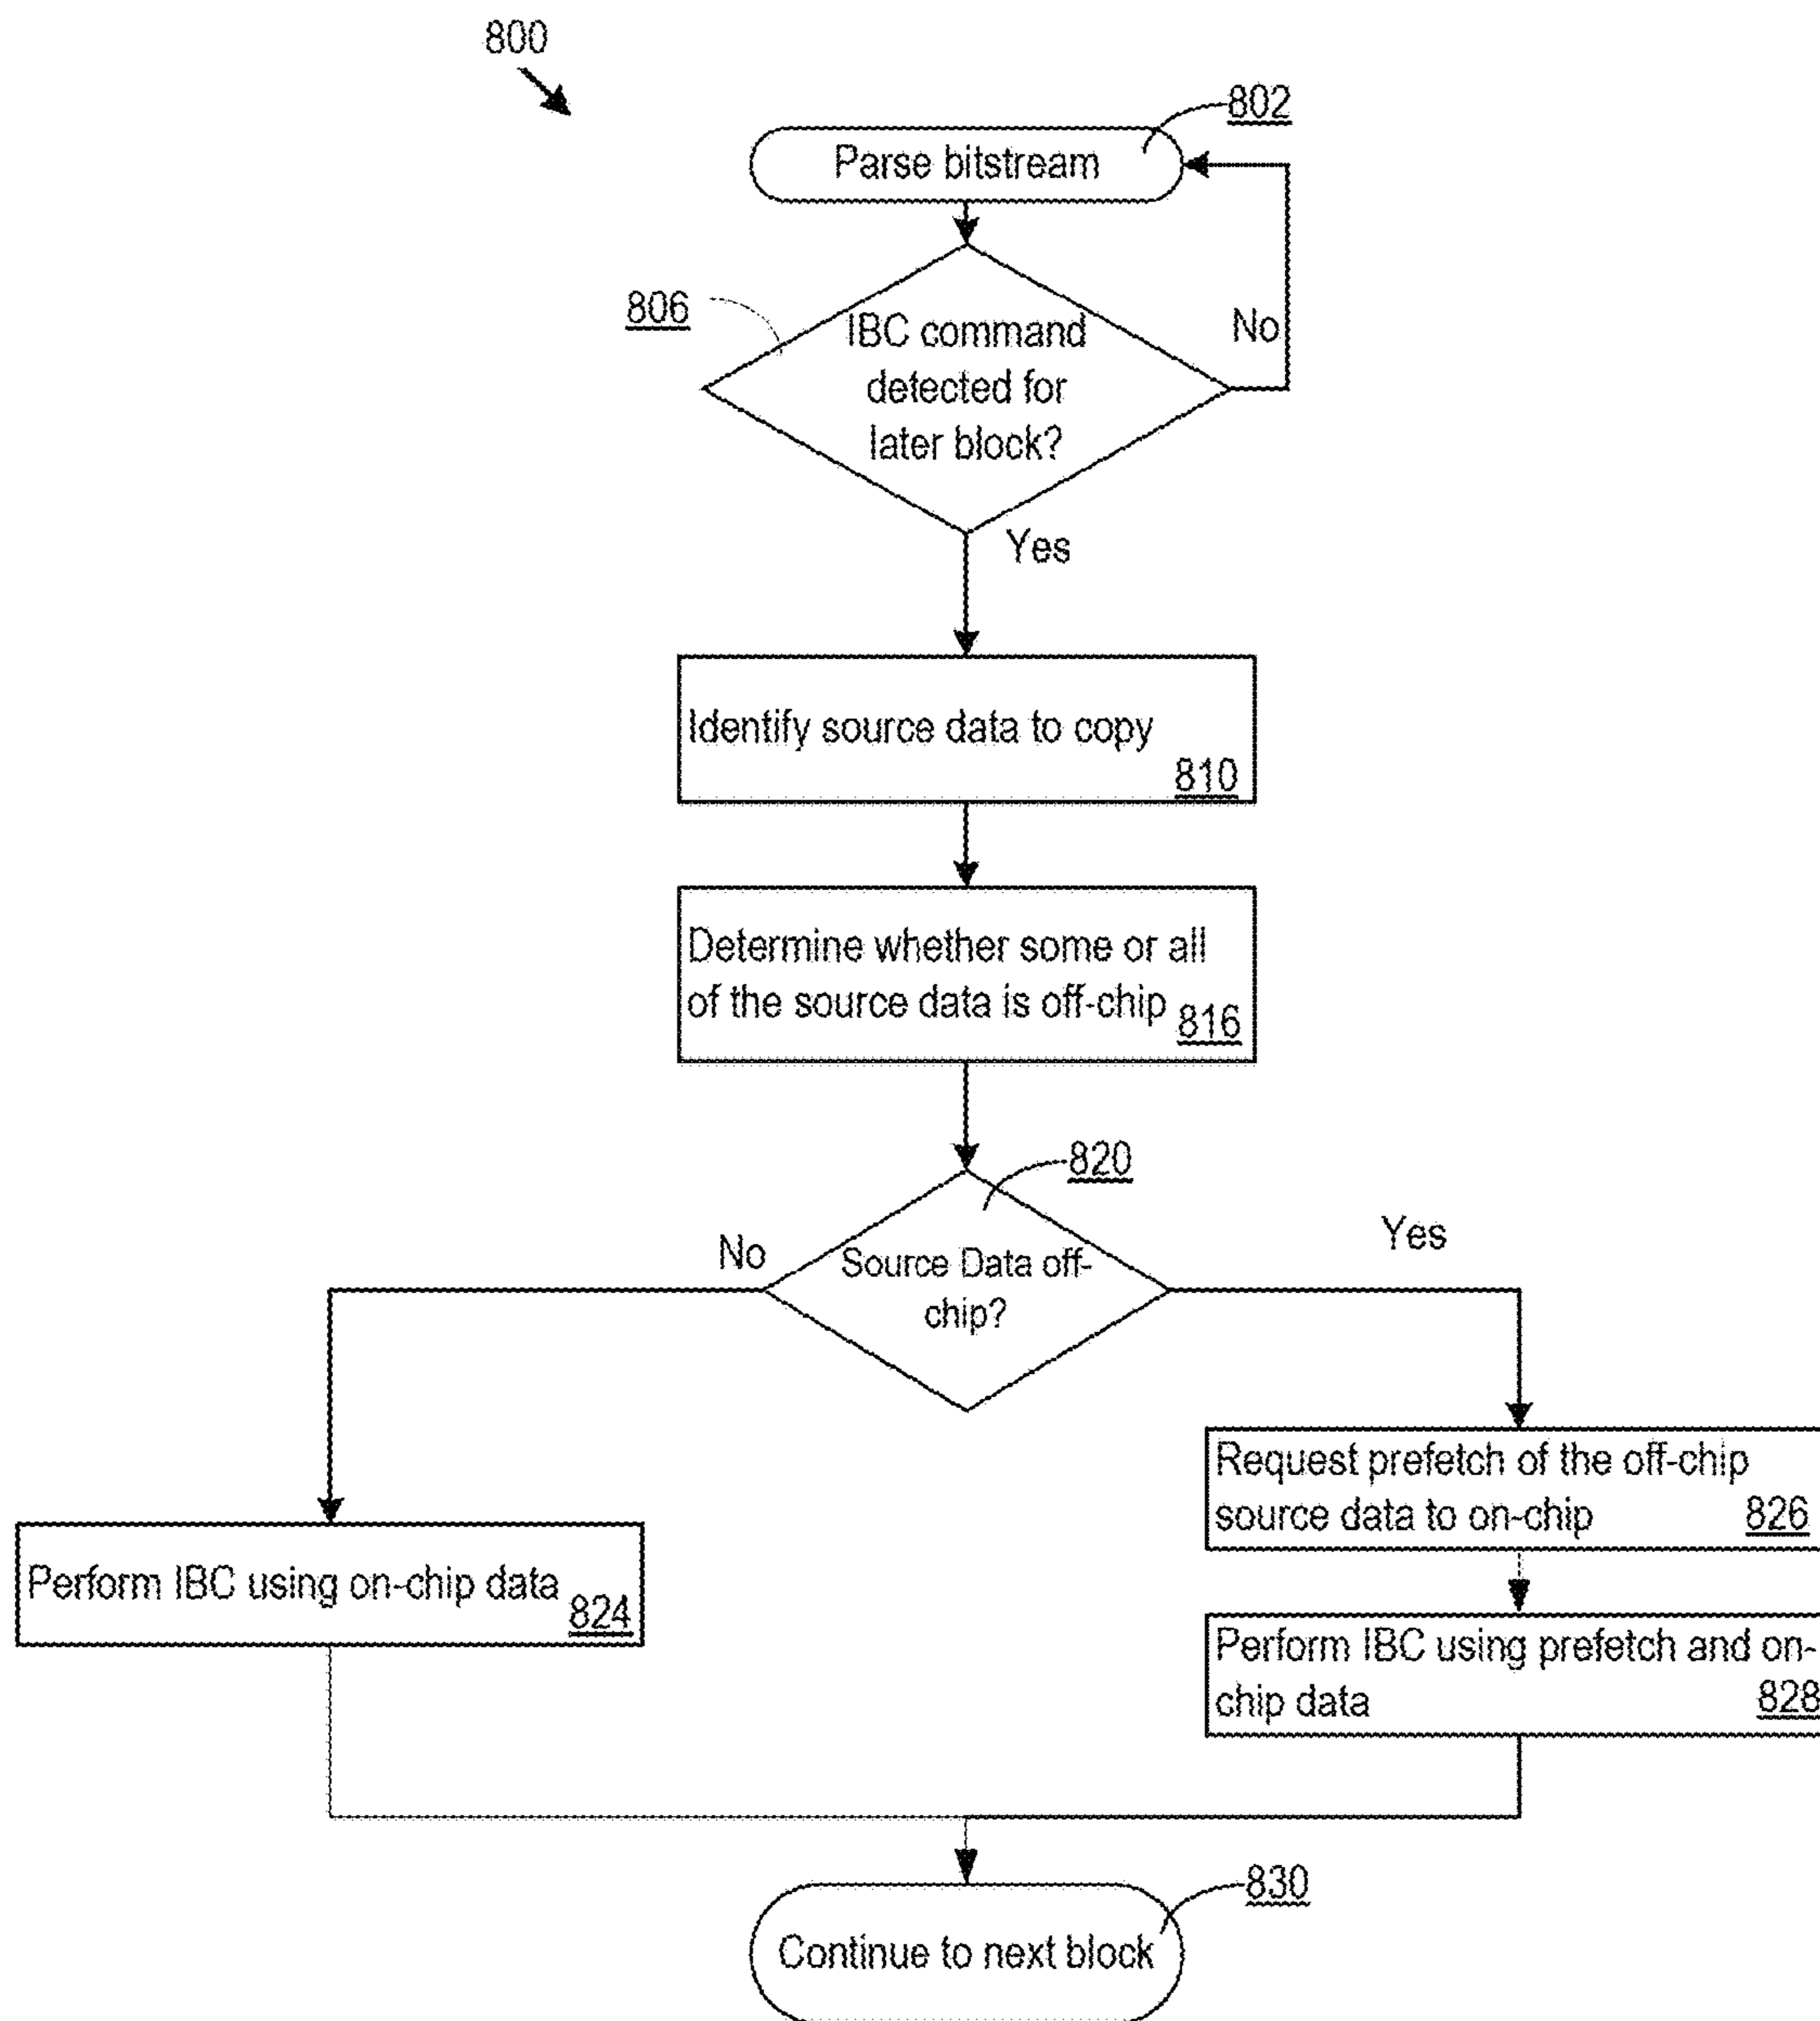 800
802
Parse bitstream
806
IBC command
detected for
later block?
No
Yes
Identify source data to copy
810
Determine whether some or all
of the source data is off-chip
816
820
No
Source Data off-
chip?
Yes
Request prefetch of the off-chip
source data to on-chip 826
Perform IBC using on-chip data
824
Perform IBC using prefetch and on-
chip data 828
830
Continue to next block